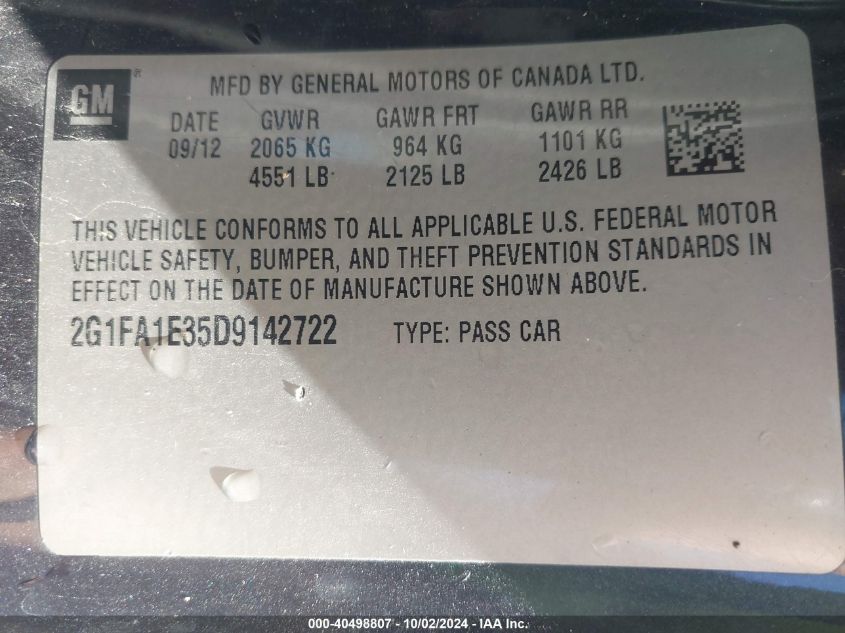 GM
MFD BY GENERAL MOTORS OF CANADA LTD.
DATE GVWR GAWR FRT GAWR RR
09/12 2065 KG 964 KG 1101 KG
4551 LB 2125 LB 2426 LB
THIS VEHICLE CONFORMS TO ALL APPLICABLE U.S. FEDERAL MOTOR
VEHICLE SAFETY, BUMPER, AND THEFT PREVENTION STANDARDS IN
EFFECT ON THE DATE OF MANUFACTURE SHOWN ABOVE.
2G1FA1E35D9142722 TYPE: PASS CAR
000-40498807 - 10/02/2024 - IAA Inc.